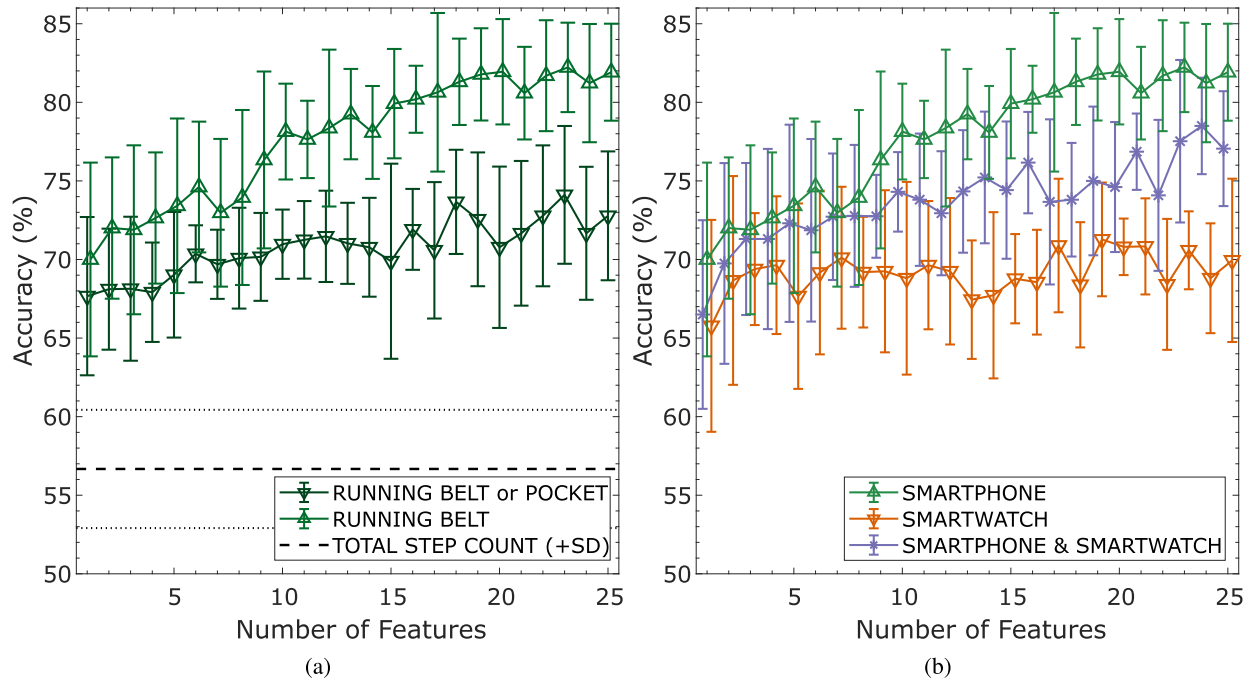 85
80
75
70
65
60
55
50
Accuracy (%)
5
10
15
20
25
Number of Features
RUNNING BELT or POCKET
RUNNING BELT
TOTAL STEP COUNT (+SD)
(a)
85
80
75
70
65
60
55
50
Accuracy (%)
5
10
15
20
25
Number of Features
SMARTPHONE
SMARTWATCH
SMARTPHONE & SMARTWATCH
(b)